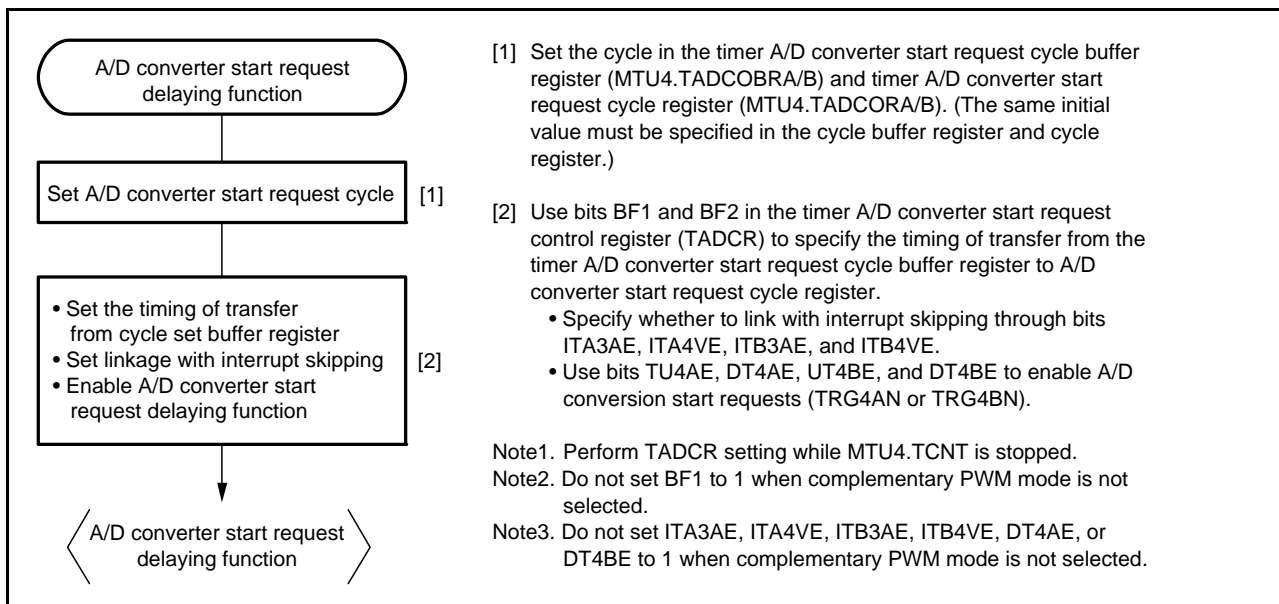 A/D converter start request
delaying function
Set A/D converter start request cycle [1]
• Set the timing of transfer
from cycle set buffer register
• Set linkage with interrupt skipping
• Enable A/D converter start
request delaying function
[2]
A/D converter start request
delaying function
[1] Set the cycle in the timer A/D converter start request cycle buffer
register (MTU4.TADCOBRA/B) and timer A/D converter start
request cycle register (MTU4.TADCORA/B). (The same initial
value must be specified in the cycle buffer register and cycle
register.)
[2] Use bits BF1 and BF2 in the timer A/D converter start request
control register (TADCR) to specify the timing of transfer from the
timer A/D converter start request cycle buffer register to A/D
converter start request cycle register.
• Specify whether to link with interrupt skipping through bits
ITA3AE, ITA4VE, ITB3AE, and ITB4VE.
• Use bits TU4AE, DT4AE, UT4BE, and DT4BE to enable A/D
conversion start requests (TRG4AN or TRG4BN).
Note1. Perform TADCR setting while MTU4.TCNT is stopped.
Note2. Do not set BF1 to 1 when complementary PWM mode is not
selected.
Note3. Do not set ITA3AE, ITA4VE, ITB3AE, ITB4VE, DT4AE, or
DT4BE to 1 when complementary PWM mode is not selected.